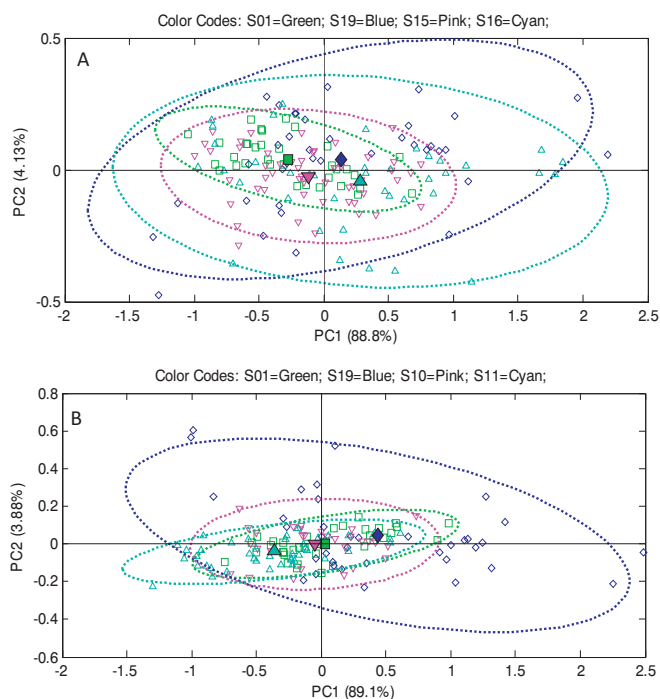 Color Codes: S01=Green; S19=Blue; S15=Pink; S16=Cyan;
A
0.5
0
-0.5
PC2 (4.13%)
-2 -1.5 -1 -0.5 0 0.5 1 1.5 2 2.5
PC1 (88.8%)
Color Codes: S01=Green; S19=Blue; S10=Pink; S11=Cyan;
B
0.8
0.6
0.4
0.2
0
-0.2
-0.4
-0.6
PC2 (3.88%)
-2 -1.5 -1 -0.5 0 0.5 1 1.5 2 2.5
PC1 (89.1%)